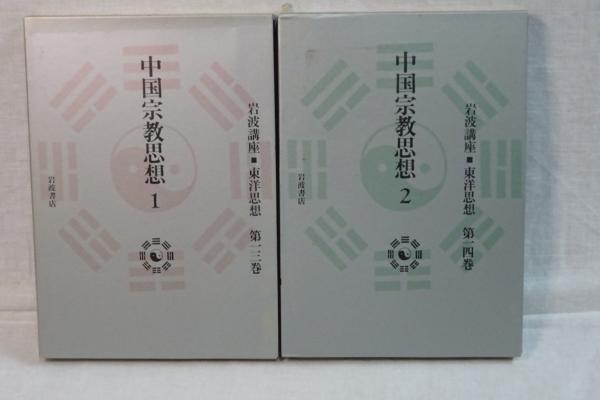 岩波講座■東洋思想 第一三巻
中国宗教思想 1
岩波書店
岩波講座■東洋思想 第一四巻
中国宗教思想 2
岩波書店